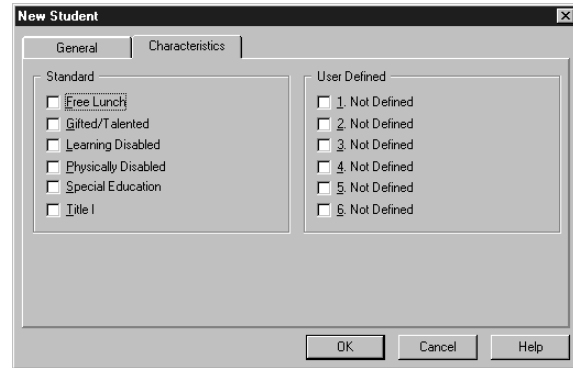 New Student
General
Characteristics
Standard
Free Lunch
Gifted/Talented
Learning Disabled
Physically Disabled
Special Education
Title I
User Defined
1. Not Defined
2. Not Defined
3. Not Defined
4. Not Defined
5. Not Defined
6. Not Defined
OK
Cancel
Help